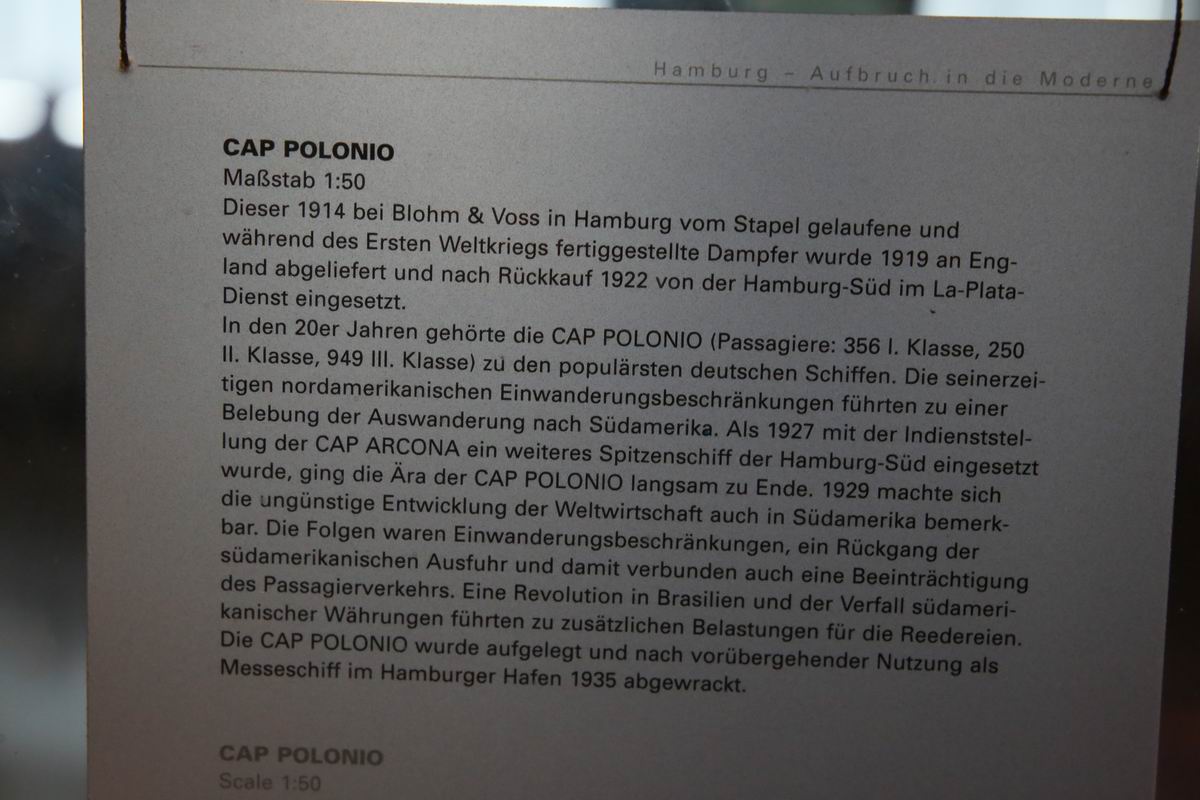 Hamburg – Aufbruch in die Moderne
CAP POLONIO
Maßstab 1:50
Dieser 1914 bei Blohm & Voss in Hamburg vom Stapel gelaufene und
während des Ersten Weltkriegs fertiggestellte Dampfer wurde 1919 an Eng-
land abgeliefert und nach Rückkauf 1922 von der Hamburg-Süd im La-Plata-
Dienst eingesetzt.
In den 20er Jahren gehörte die CAP POLONIO (Passagiere: 356 I. Klasse, 250
II. Klasse, 949 III. Klasse) zu den populärsten deutschen Schiffen. Die seinerzei-
tigen nordamerikanischen Einwanderungsbeschränkungen führten zu einer
Belebung der Auswanderung nach Südamerika. Als 1927 mit der Indienststel-
lung der CAP ARCONA ein weiteres Spitzenschiff der Hamburg-Süd eingesetzt
wurde, ging die Ära der CAP POLONIO langsam zu Ende. 1929 machte sich
die ungünstige Entwicklung der Weltwirtschaft auch in Südamerika bemerk-
bar. Die Folgen waren Einwanderungsbeschränkungen, ein Rückgang der
südamerikanischen Ausfuhr und damit verbunden auch eine Beeinträchtigung
des Passagierverkehrs. Eine Revolution in Brasilien und der Verfall südameri-
kanischer Währungen führten zu zusätzlichen Belastungen für die Reedereien.
Die CAP POLONIO wurde aufgelegt und nach vorübergehender Nutzung als
Messeschiff im Hamburger Hafen 1935 abgewrackt.
CAP POLONIO
Scale 1:50